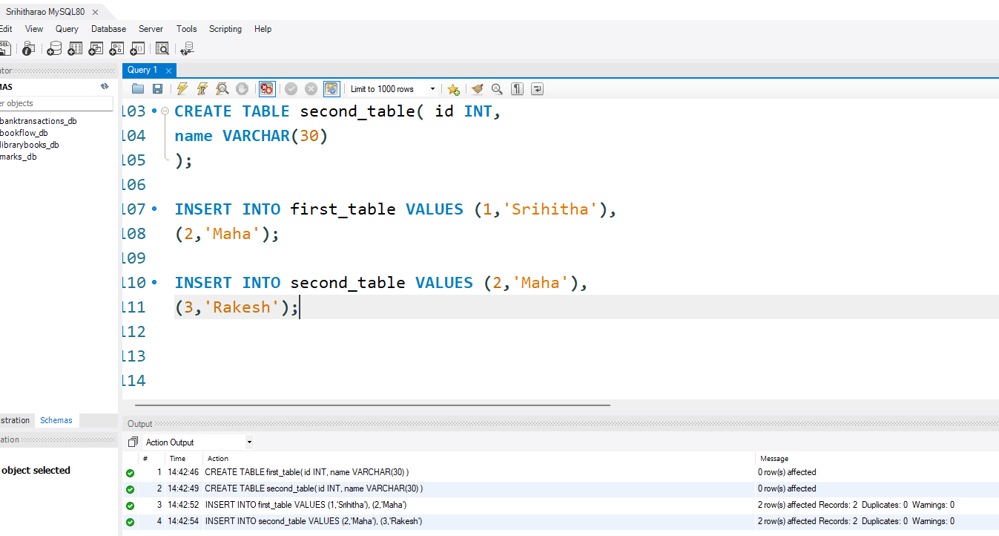 Srihitharao MySQL80
Edit View Query Database Server Tools Scripting Help
Query 1
Limit to 1000 rows
banktransactions_db
bookflow_db
librarybooks_db
marks_db
103 CREATE TABLE second_table( id INT,
104 name VARCHAR(30)
105 );
106
107 INSERT INTO first_table VALUES (1,'Srihitha'),
108 (2,'Maha');
109
110 INSERT INTO second_table VALUES (2,'Maha'),
111 (3,'Rakesh');
112
113
114
Schemas
object selected
Output
Action Output
# Time Action Message
1 14:42:46 CREATE TABLE first_table( id INT, name VARCHAR(30) ) 0 row(s) affected
2 14:42:49 CREATE TABLE second_table( id INT, name VARCHAR(30) ) 0 row(s) affected
3 14:42:52 INSERT INTO first_table VALUES (1,'Srihitha'), (2,'Maha') 2 row(s) affected Records: 2 Duplicates: 0 Warnings: 0
4 14:42:54 INSERT INTO second_table VALUES (2,'Maha'), (3,'Rakesh') 2 row(s) affected Records: 2 Duplicates: 0 Warnings: 0